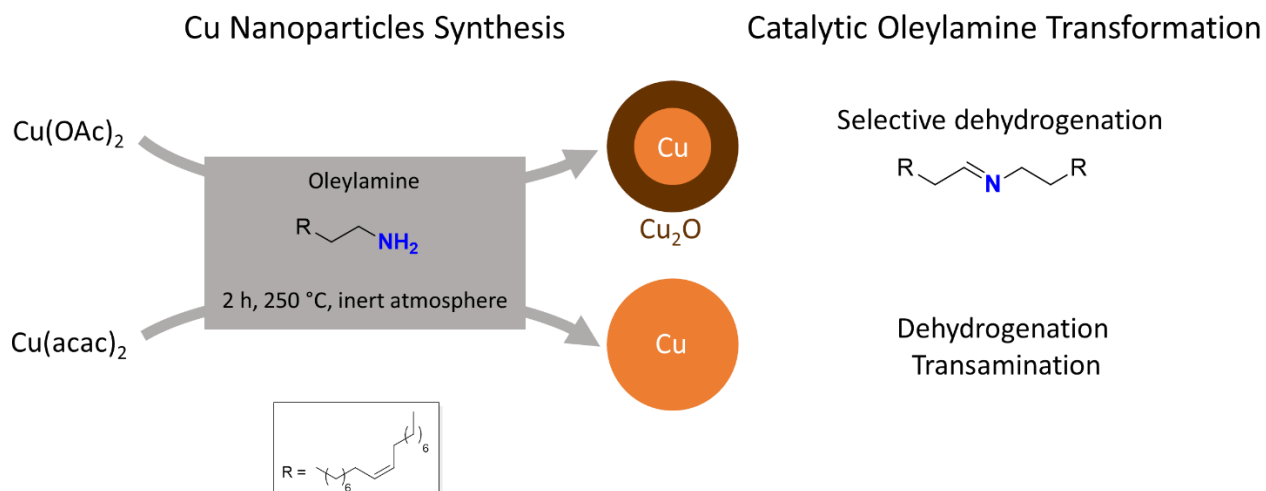 Cu Nanoparticles Synthesis
Catalytic Oleylamine Transformation
Cu(OAc)₂
Cu(acac)₂
Oleylamine
R
NH₂
2 h, 250 °C, inert atmosphere
Cu
Cu₂O
Cu
Selective dehydrogenation
R
N
R
Dehydrogenation
Transamination
R =
( )₆
( )₆